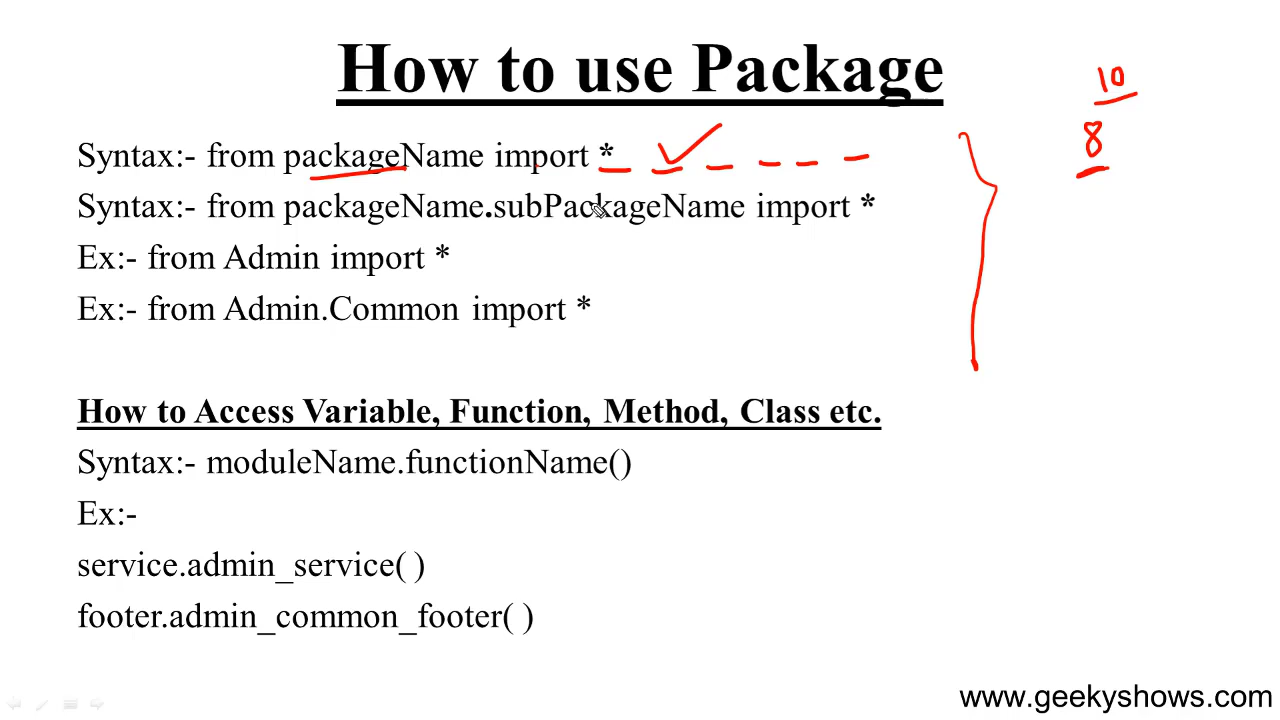 How to use Package
10
8
Syntax:- from packageName import *
Syntax:- from packageName.subPackageName import *
Ex:- from Admin import *
Ex:- from Admin.Common import *
How to Access Variable, Function, Method, Class etc.
Syntax:- moduleName.functionName()
Ex:-
service.admin_service( )
footer.admin_common_footer( )
www.geekyshows.com